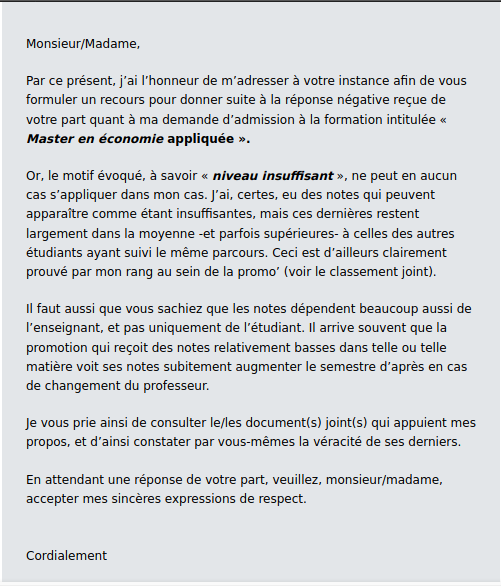 Monsieur/Madame,
Par ce présent, j’ai l’honneur de m’adresser à votre instance afin de vous
formuler un recours pour donner suite à la réponse négative reçue de
votre part quant à ma demande d’admission à la formation intitulée «
Master en économie appliquée ».
Or, le motif évoqué, à savoir « niveau insuffisant », ne peut en aucun
cas s’appliquer dans mon cas. J’ai, certes, eu des notes qui peuvent
apparaître comme étant insuffisantes, mais ces dernières restent
largement dans la moyenne -et parfois supérieures- à celles des autres
étudiants ayant suivi le même parcours. Ceci est d’ailleurs clairement
prouvé par mon rang au sein de la promo’ (voir le classement joint).
Il faut aussi que vous sachiez que les notes dépendent beaucoup aussi de
l’enseignant, et pas uniquement de l’étudiant. Il arrive souvent que la
promotion qui reçoit des notes relativement basses dans telle ou telle
matière voit ses notes subitement augmenter le semestre d’après en cas
de changement du professeur.
Je vous prie ainsi de consulter le/les document(s) joint(s) qui appuient mes
propos, et d’ainsi constater par vous-mêmes la véracité de ses derniers.
En attendant une réponse de votre part, veuillez, monsieur/madame,
accepter mes sincères expressions de respect.
Cordialement